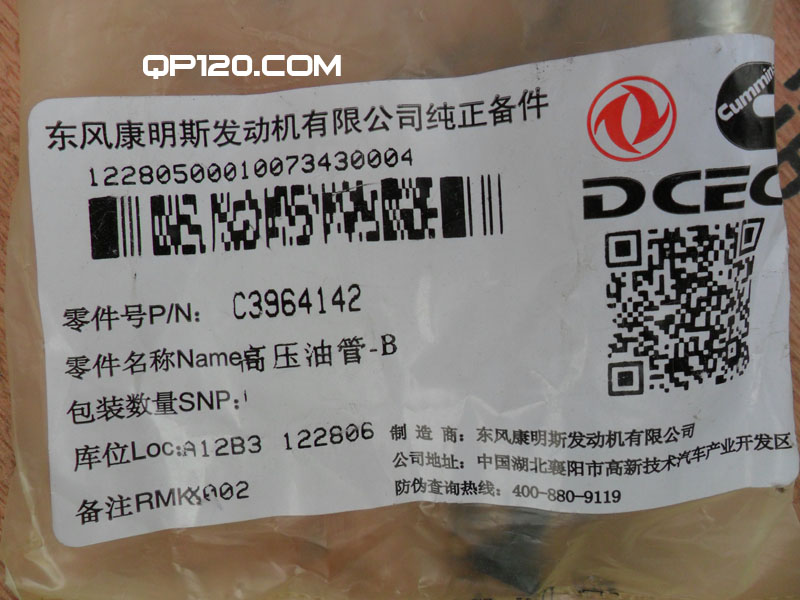 QP120.COM
东风康明斯发动机有限公司纯正备件
Cummins
12280500010073430004
DCEC
零件号P/N: C3964142
零件名称Name高压油管-B
包装数量SNP:
库位Loc:A12B3 122806
备注RMK 002
制造商: 东风康明斯发动机有限公司
公司地址: 中国湖北襄阳市高新技术汽车产业开发区
防伪查询热线: 400-880-9119